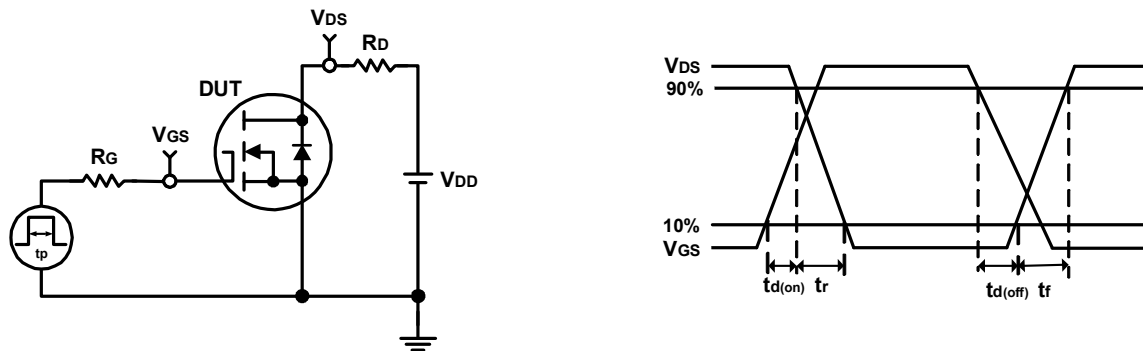 VDS
RD
DUT
VGS
RG
VDD
tp
VDS
90%
10%
VGS
td(on) tr
td(off) tf